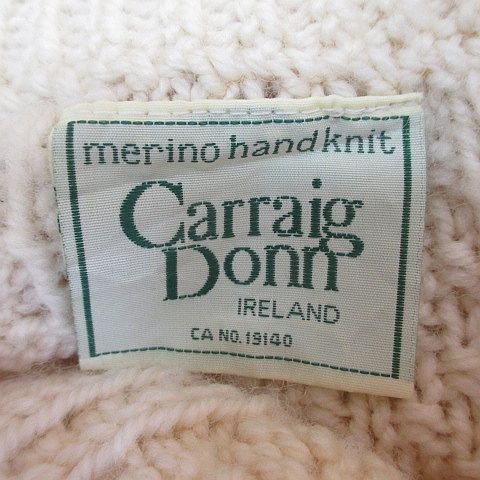 merino hand knit
Carraig
Donn
IRELAND
CA NO. 19140